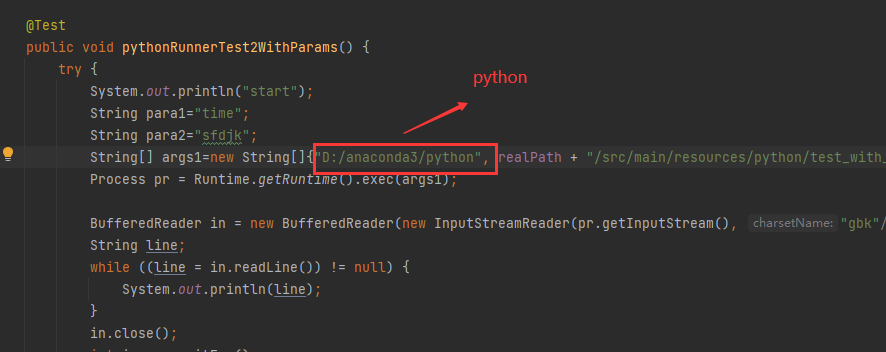 @Test
public void pythonRunnerTest2WithParams() {
try {
python
System.out.println("start");
String para1="time";
String para2="sfdjk";
String[] args1=new String[]{"D:/anaconda3/python", realPath + "/src/main/resources/python/test_with_
Process pr = Runtime.getRuntime().exec(args1);
BufferedReader in = new BufferedReader(new InputStreamReader(pr.getInputStream(), charsetName: "gbk"/
String line;
while ((line = in.readLine()) != null) {
System.out.println(line);
}
in.close();